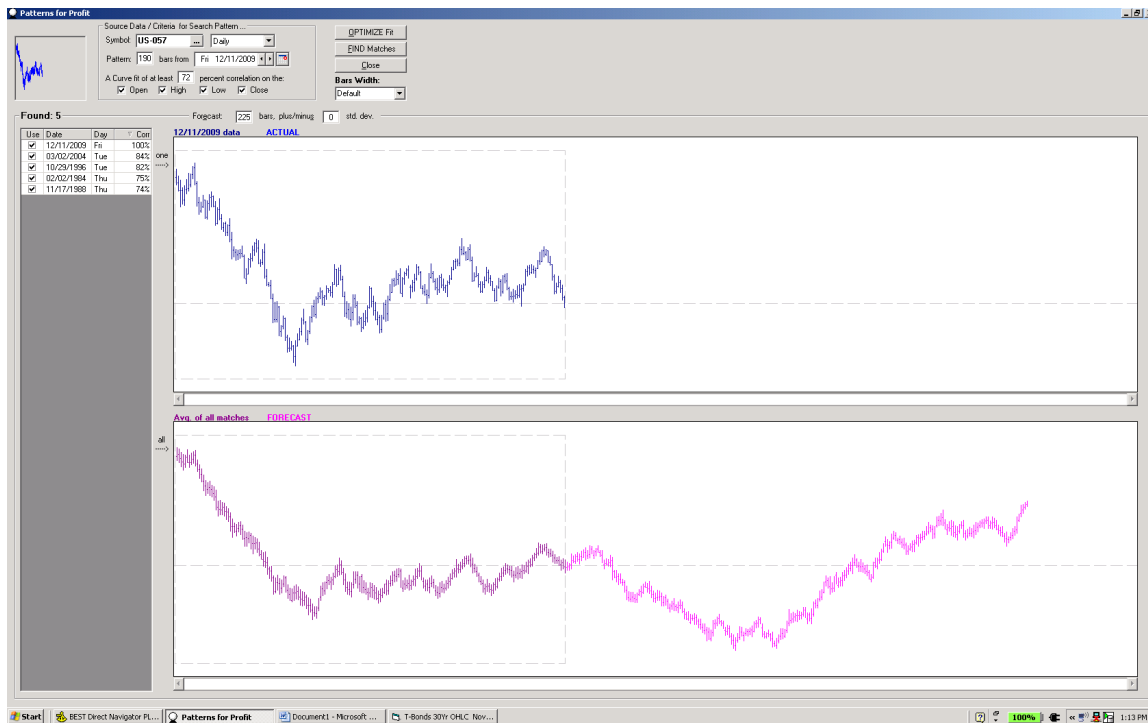 Patterns for Profit
Source Data / Criteria for Search Pattern ...
Symbol: US-057 ... Daily
Pattern: 190 bars from Fri 12/11/2009
A Curve fit of at least 72 percent correlation on the:
Open High Low Close
OPTIMIZE Fit
FIND Matches
Close
Bars Width:
Default
Found: 5
Forecast: 225 bars, plus/minus 0 std. dev.
Use Date Day Corr
12/11/2009 Fri 100%
03/02/2004 Tue 84%
10/29/1996 Tue 82%
02/02/1984 Thu 75%
11/17/1988 Thu 74%
one
----->
12/11/2009 data ACTUAL
all
----->
Avg. of all matches FORECAST
Start BEST Direct Navigator PL... Patterns for Profit Document1 - Microsoft ... T-Bonds 30Yr OHLC Nov... 100% « 1:13 PM